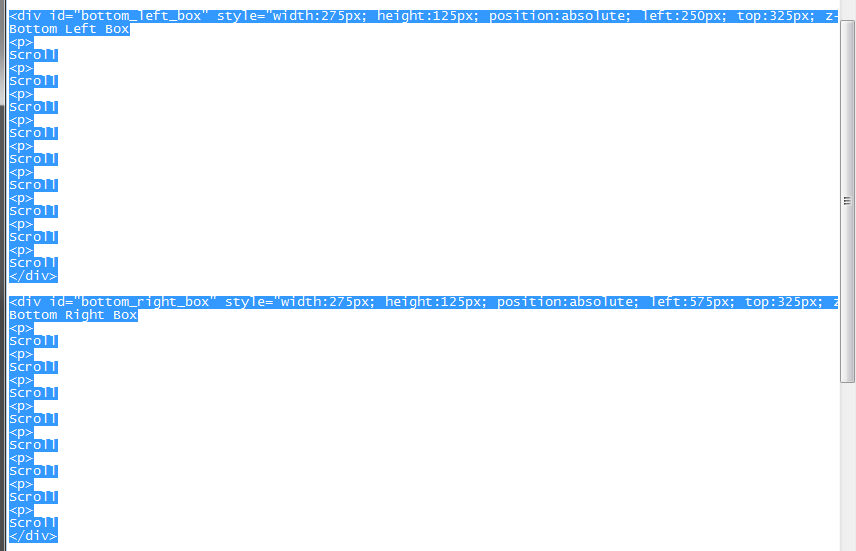 <div id="bottom_left_box" style="width:275px; height:125px; position:absolute; left:250px; top:325px; z-
Bottom Left Box
<p>
Scroll
<p>
Scroll
<p>
Scroll
<p>
Scroll
<p>
Scroll
<p>
Scroll
<p>
Scroll
<p>
Scroll
<p>
Scroll
</div>
<div id="bottom_right_box" style="width:275px; height:125px; position:absolute; left:575px; top:325px; z
Bottom Right Box
<p>
Scroll
<p>
Scroll
<p>
Scroll
<p>
Scroll
<p>
Scroll
<p>
Scroll
<p>
Scroll
<p>
Scroll
</div>